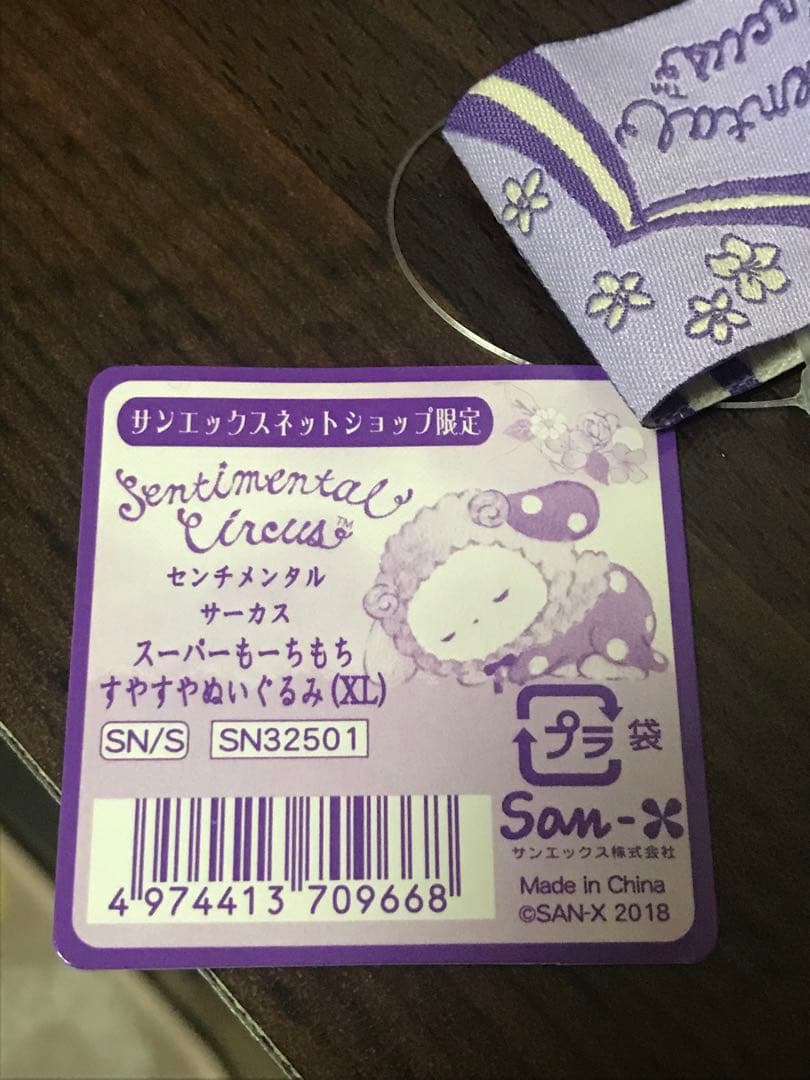 サンエックスネットショップ限定
Sentimental
Circus™
センチメンタル
サーカス
スーパーもーちもち
すやすやぬいぐるみ(XL)
SN/S SN32501
プラ 袋
4 974413 709668
San-X
サンエックス株式会社
Made in China
©SAN-X 2018